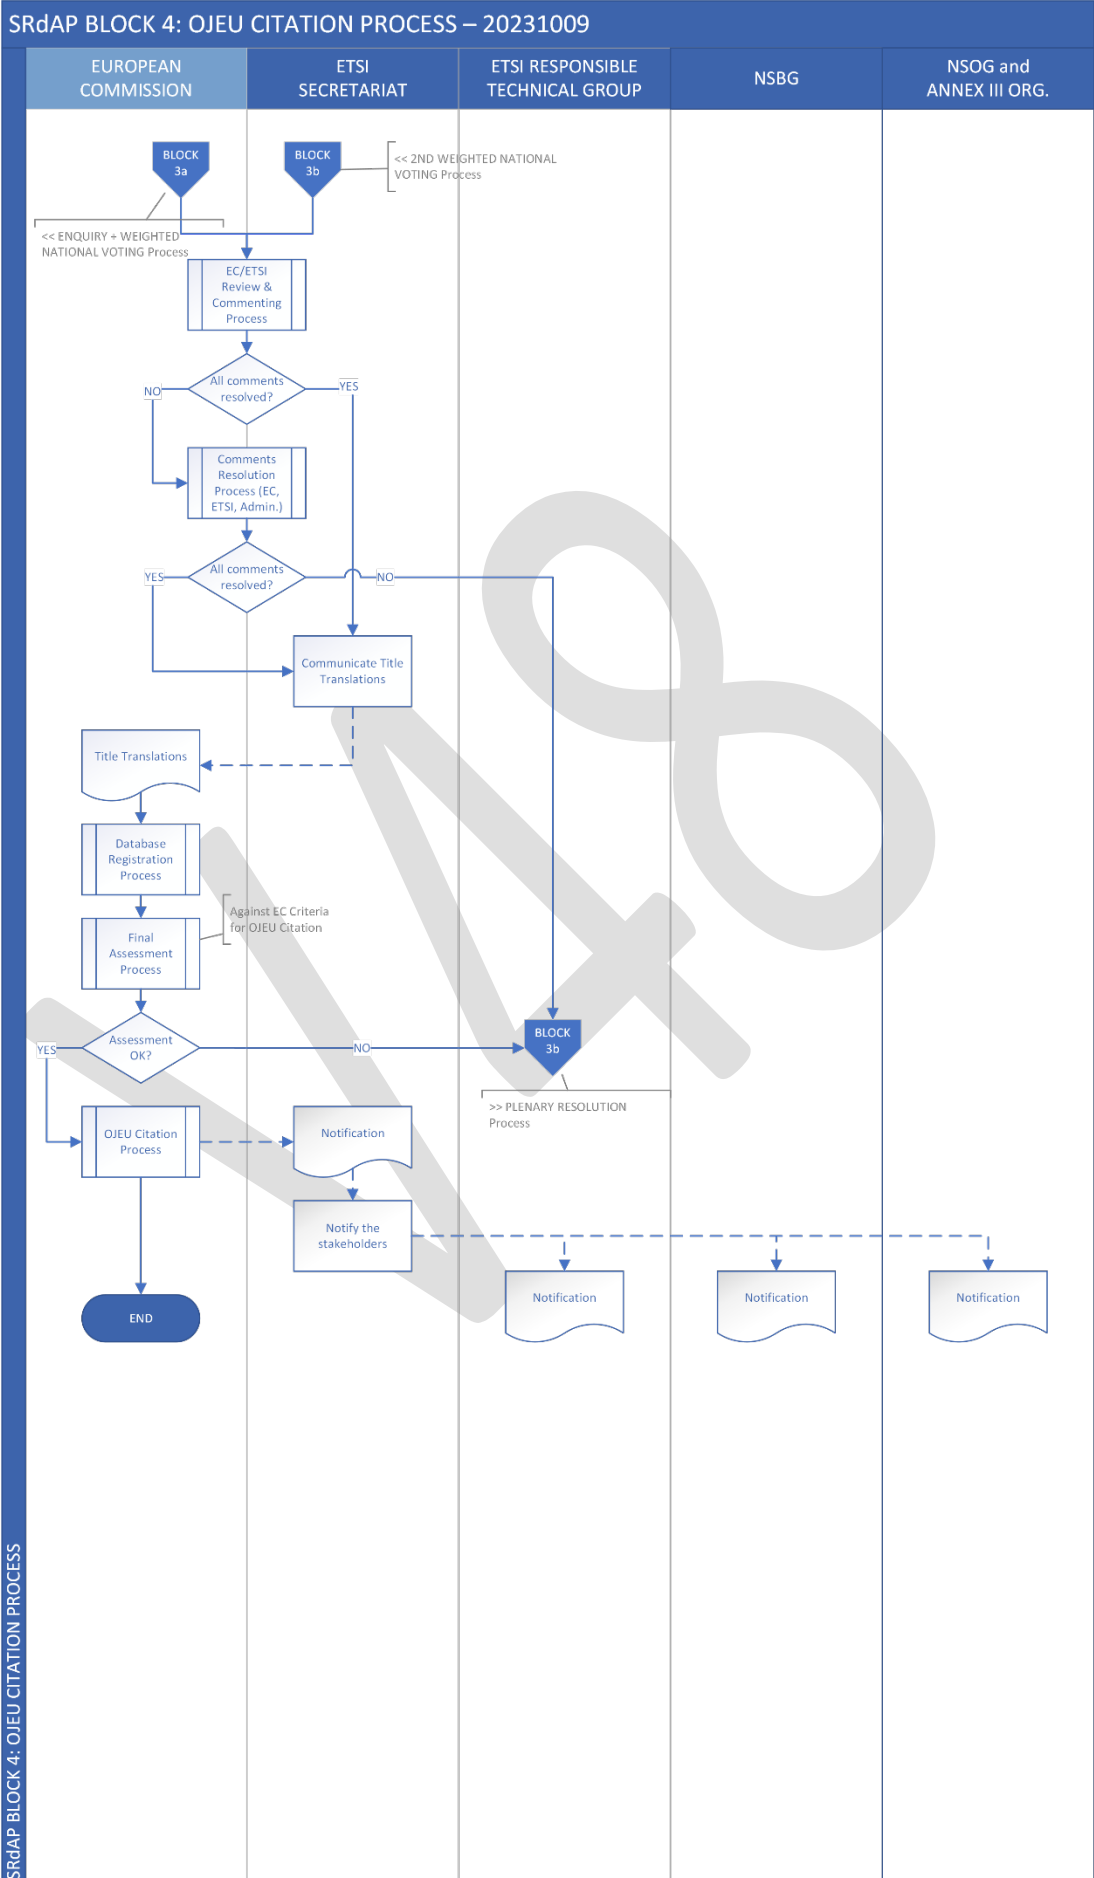 SRdAP BLOCK 4: OJEU CITATION PROCESS – 20231009
EUROPEAN
COMMISSION
ETSI
SECRETARIAT
ETSI RESPONSIBLE
TECHNICAL GROUP
NSBG
NSOG and
ANNEX III ORG.
BLOCK
3a
BLOCK
3b
<< 2ND WEIGHTED NATIONAL
VOTING Process
<< ENQUIRY + WEIGHTED
NATIONAL VOTING Process
EC/ETSI
Review &
Commenting
Process
All comments
resolved?
NO
YES
Comments
Resolution
Process (EC,
ETSI, Admin.)
All comments
resolved?
YES
NO
Communicate Title
Translations
Title Translations
Database
Registration
Process
Against EC Criteria
for OJEU Citation
Final
Assessment
Process
Assessment
OK?
YES
NO
BLOCK
3b
>> PLENARY RESOLUTION
Process
OJEU Citation
Process
Notification
Notify the
stakeholders
Notification
Notification
Notification
END
SRdAP BLOCK 4: OJEU CITATION PROCESS
V48